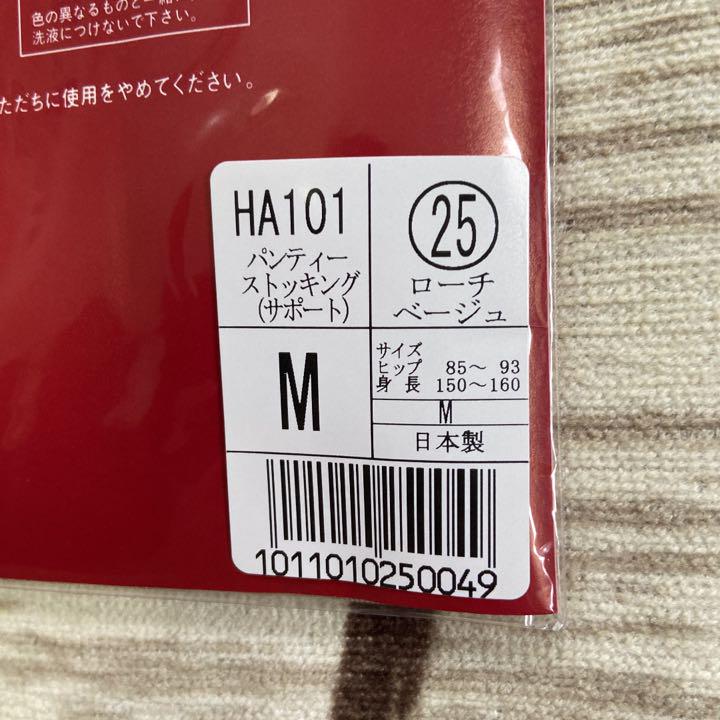 色の異なるものと一緒に
洗液につけないで下さい。
ただちに使用をやめてください。
HA101
パンティー
ストッキング
(サポート)
25
ローチ
ベージュ
M
サイズ
ヒップ 85～ 93
身 長 150～160
M
日本製
1011010250049